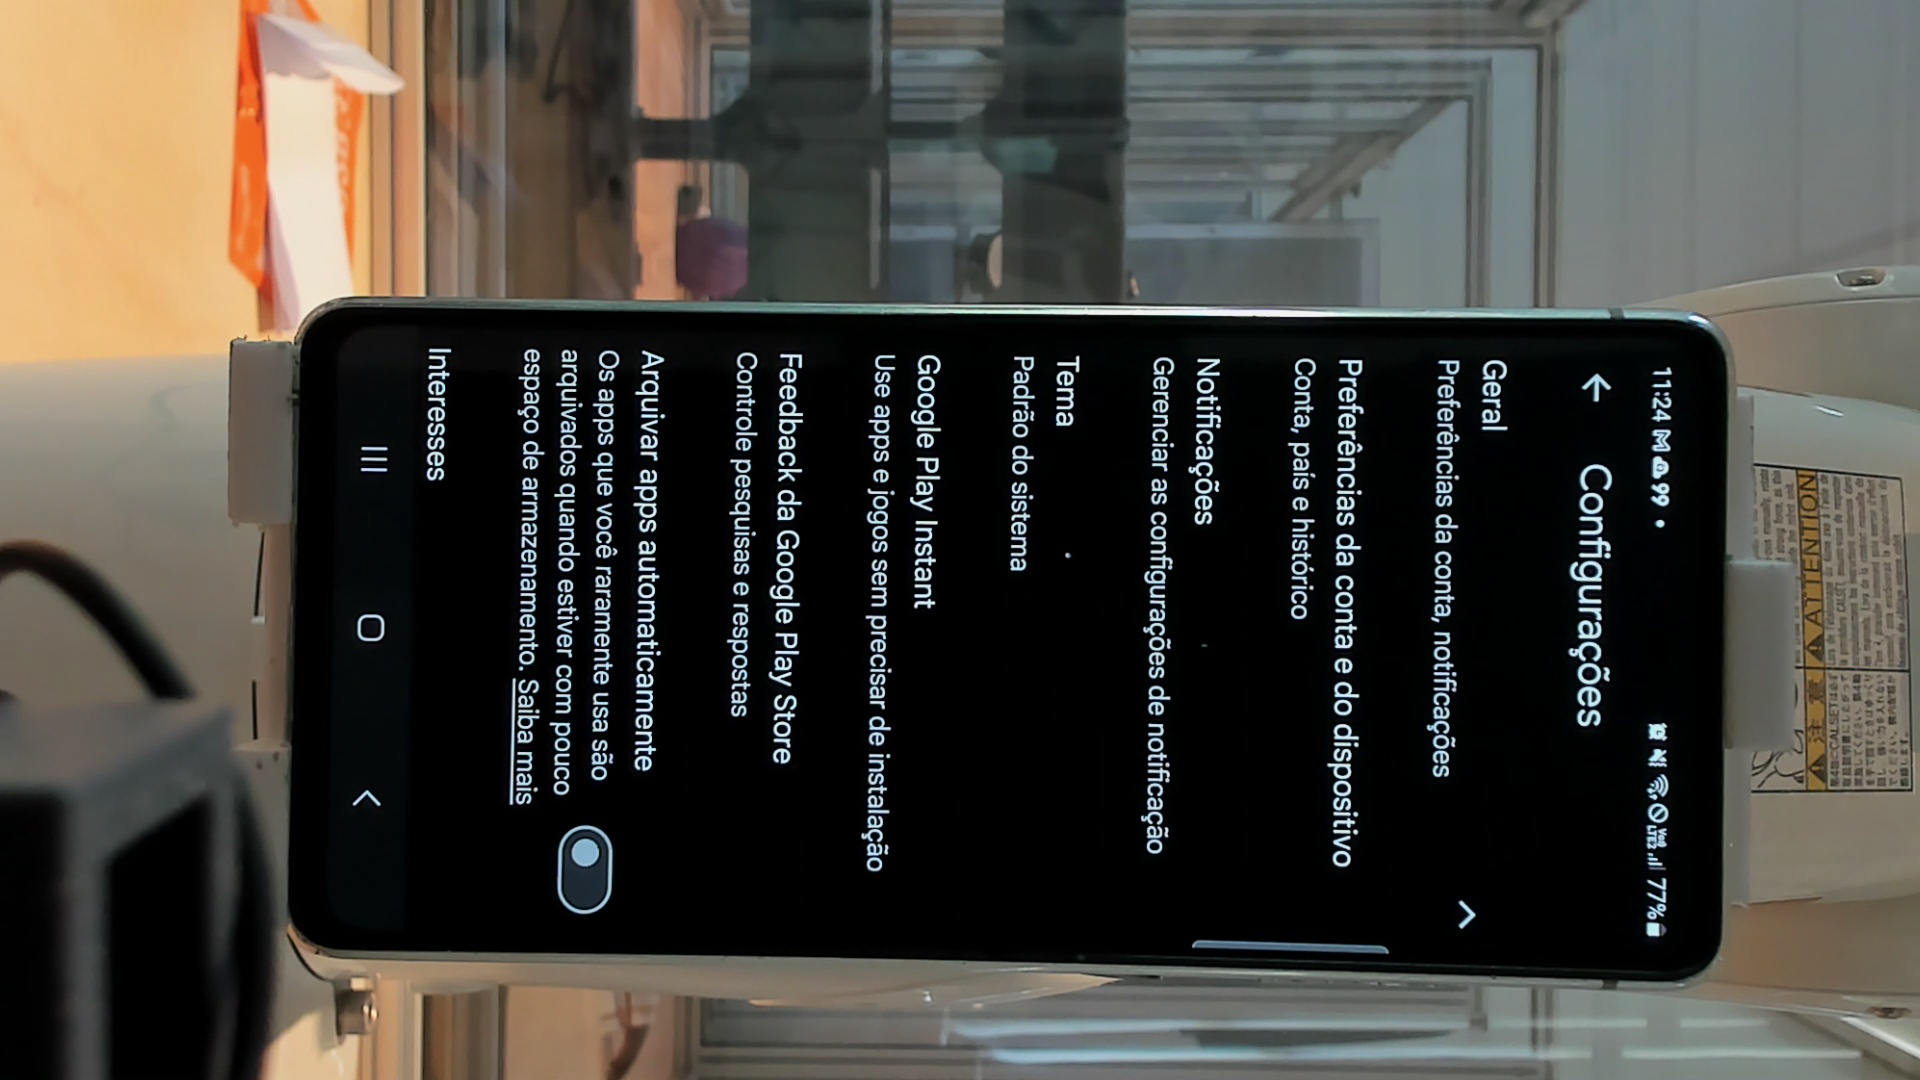 11:24 77%
Configurações
Geral
Preferências da conta, notificações
Preferências da conta e do dispositivo
Conta, país e histórico
Notificações
Gerenciar as configurações de notificação
Tema
Padrão do sistema
Google Play Instant
Use apps e jogos sem precisar de instalação
Feedback da Google Play Store
Controle pesquisas e respostas
Arquivar apps automaticamente
Os apps que você raramente usa são
arquivados quando estiver com pouco
espaço de armazenamento. Saiba mais
Interesses
注意 ATTENTION